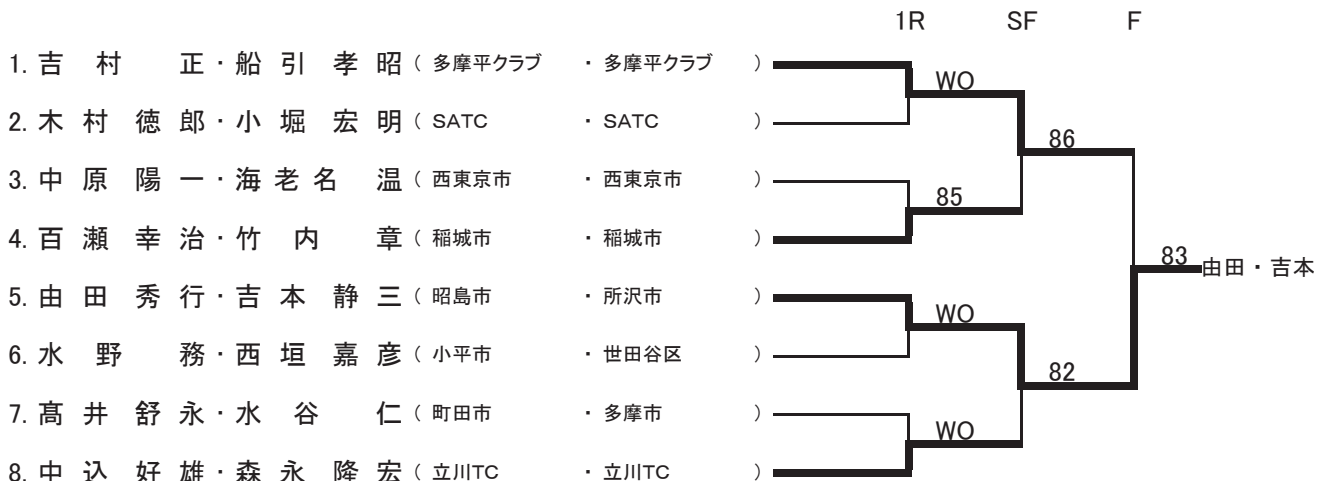 1R SF F
1. 吉村 正・船引孝昭 ( 多摩平クラブ ・ 多摩平クラブ )
WO
2. 木村徳郎・小堀宏明 ( SATC ・ SATC )
86
3. 中原陽一・海老名 温 ( 西東京市 ・ 西東京市 )
85
4. 百瀬幸治・竹内 章 ( 稲城市 ・ 稲城市 )
83 由田・吉本
5. 由田秀行・吉本静三 ( 昭島市 ・ 所沢市 )
WO
6. 水野 務・西垣嘉彦 ( 小平市 ・ 世田谷区 )
82
7. 髙井舒永・水谷 仁 ( 町田市 ・ 多摩市 )
WO
8. 中込好雄・森永隆宏 ( 立川TC ・ 立川TC )